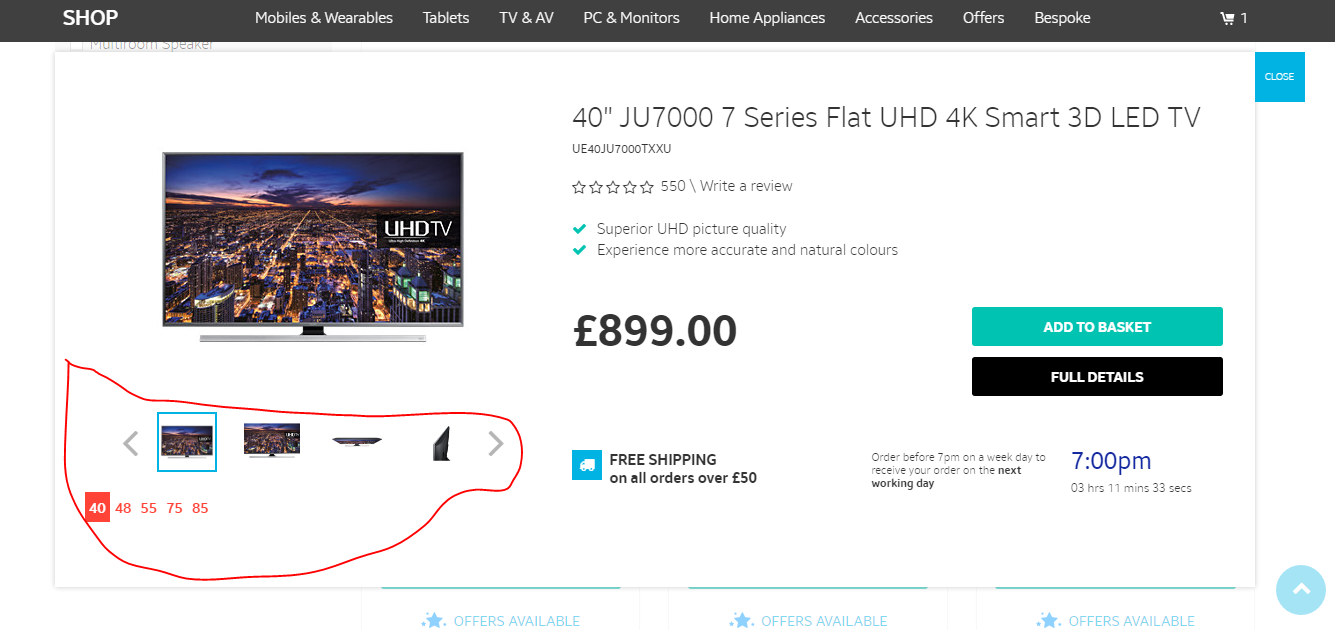 SHOP
Mobiles & Wearables Tablets TV & AV PC & Monitors Home Appliances Accessories Offers Bespoke
1
Multiroom Speaker
CLOSE
40" JU7000 7 Series Flat UHD 4K Smart 3D LED TV
UE40JU7000TXXU
550 \ Write a review
Superior UHD picture quality
Experience more accurate and natural colours
UHDTV
Ultra High Definition 4K
£899.00
ADD TO BASKET
FULL DETAILS
FREE SHIPPING
on all orders over £50
Order before 7pm on a week day to
receive your order on the next
working day
7:00pm
03 hrs 11 mins 33 secs
40 48 55 75 85
OFFERS AVAILABLE
OFFERS AVAILABLE
OFFERS AVAILABLE